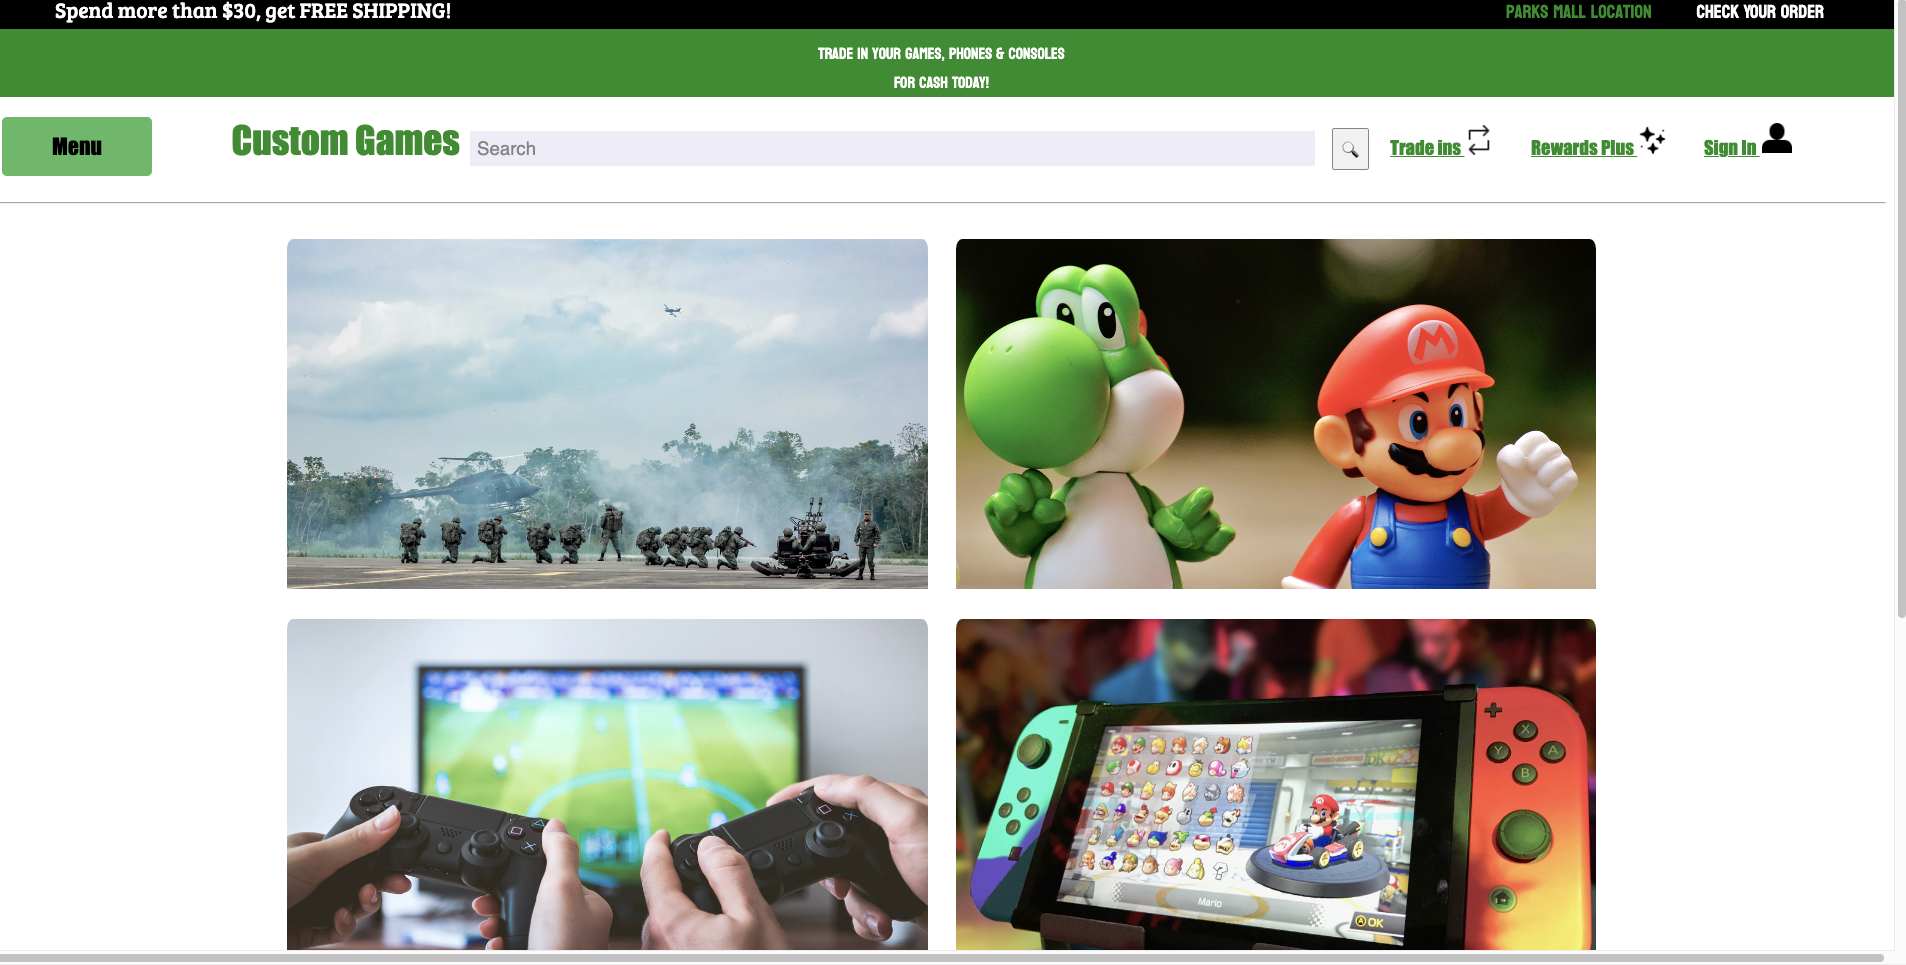 Spend more than $30, get FREE SHIPPING!
PARKS MALL LOCATION
CHECK YOUR ORDER
TRADE IN YOUR GAMES, PHONES & CONSOLES
FOR CASH TODAY!
Menu
Custom Games
Search
Trade ins
Rewards Plus
Sign In
M
X
Y
A
B
Mario
A OK